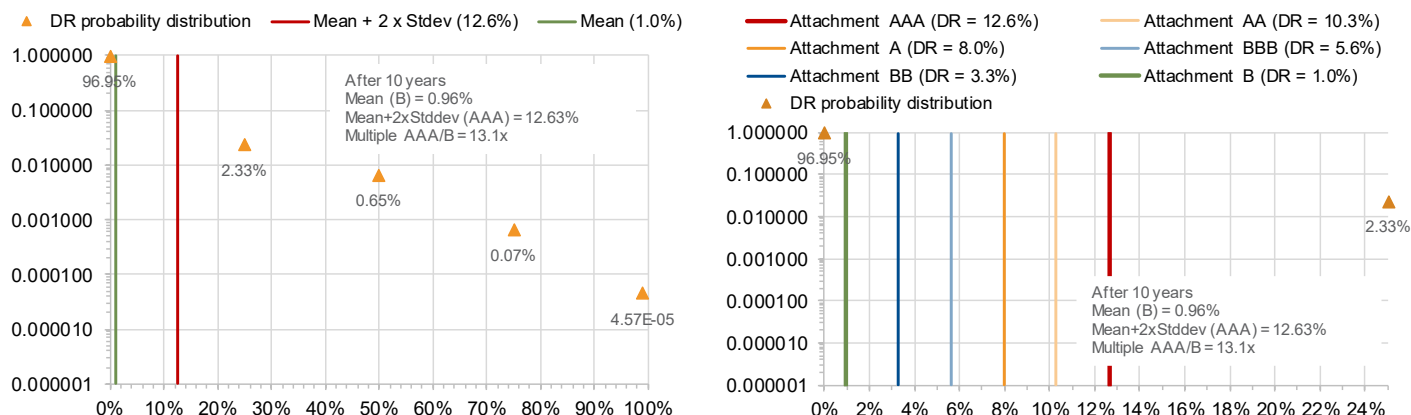 DR probability distribution Mean + 2 x Stdev (12.6%) Mean (1.0%)
1.000000
0.100000
0.010000
0.001000
0.000100
0.000010
0.000001
96.95%
2.33%
0.65%
0.07%
4.57E-05
After 10 years
Mean (B) = 0.96%
Mean+2xStddev (AAA) = 12.63%
Multiple AAA/B = 13.1x
0% 10% 20% 30% 40% 50% 60% 70% 80% 90% 100%
Attachment AAA (DR = 12.6%) Attachment AA (DR = 10.3%)
Attachment A (DR = 8.0%) Attachment BBB (DR = 5.6%)
Attachment BB (DR = 3.3%) Attachment B (DR = 1.0%)
DR probability distribution
1.000000
0.100000
0.010000
0.001000
0.000100
0.000010
0.000001
96.95%
2.33%
After 10 years
Mean (B) = 0.96%
Mean+2xStddev (AAA) = 12.63%
Multiple AAA/B = 13.1x
0% 2% 4% 6% 8% 10% 12% 14% 16% 18% 20% 22% 24%